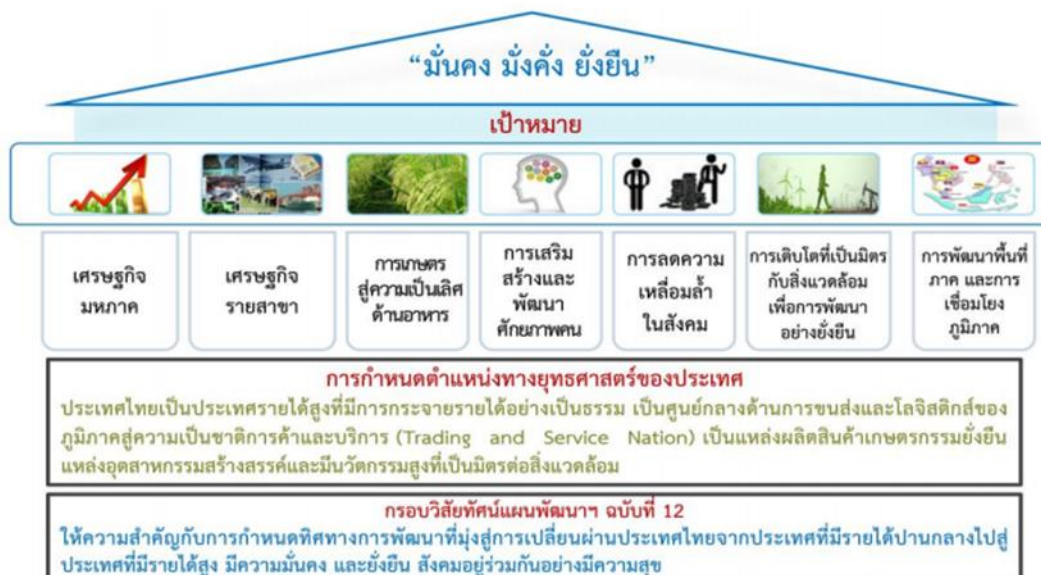 “มั่นคง มั่งคั่ง ยั่งยืน”
เป้าหมาย
เศรษฐกิจ
มหภาค
เศรษฐกิจ
รายสาขา
การเกษตร
สู่ความเป็นเลิศ
ด้านอาหาร
การเสริม
สร้างและ
พัฒนา
ศักยภาพคน
การลดความ
เหลื่อมล้ำ
ในสังคม
การเติบโตที่เป็นมิตร
กับสิ่งแวดล้อม
เพื่อการพัฒนา
อย่างยั่งยืน
การพัฒนาพื้นที่
ภาค และการ
เชื่อมโยง
ภูมิภาค
การกำหนดตำแหน่งทางยุทธศาสตร์ของประเทศ
ประเทศไทยเป็นประเทศรายได้สูงที่มีการกระจายรายได้อย่างเป็นธรรม เป็นศูนย์กลางด้านการขนส่งและโลจิสติกส์ของ
ภูมิภาคสู่ความเป็นชาติการค้าและบริการ (Trading and Service Nation) เป็นแหล่งผลิตสินค้าเกษตรกรรมยั่งยืน
แหล่งอุตสาหกรรมสร้างสรรค์และมีนวัตกรรมสูงที่เป็นมิตรต่อสิ่งแวดล้อม
กรอบวิสัยทัศน์แผนพัฒนาฯ ฉบับที่ 12
ให้ความสำคัญกับการกำหนดทิศทางการพัฒนาที่มุ่งสู่การเปลี่ยนผ่านประเทศไทยจากประเทศที่มีรายได้ปานกลางไปสู่
ประเทศที่มีรายได้สูง มีความมั่นคง และยั่งยืน สังคมอยู่ร่วมกันอย่างมีความสุข